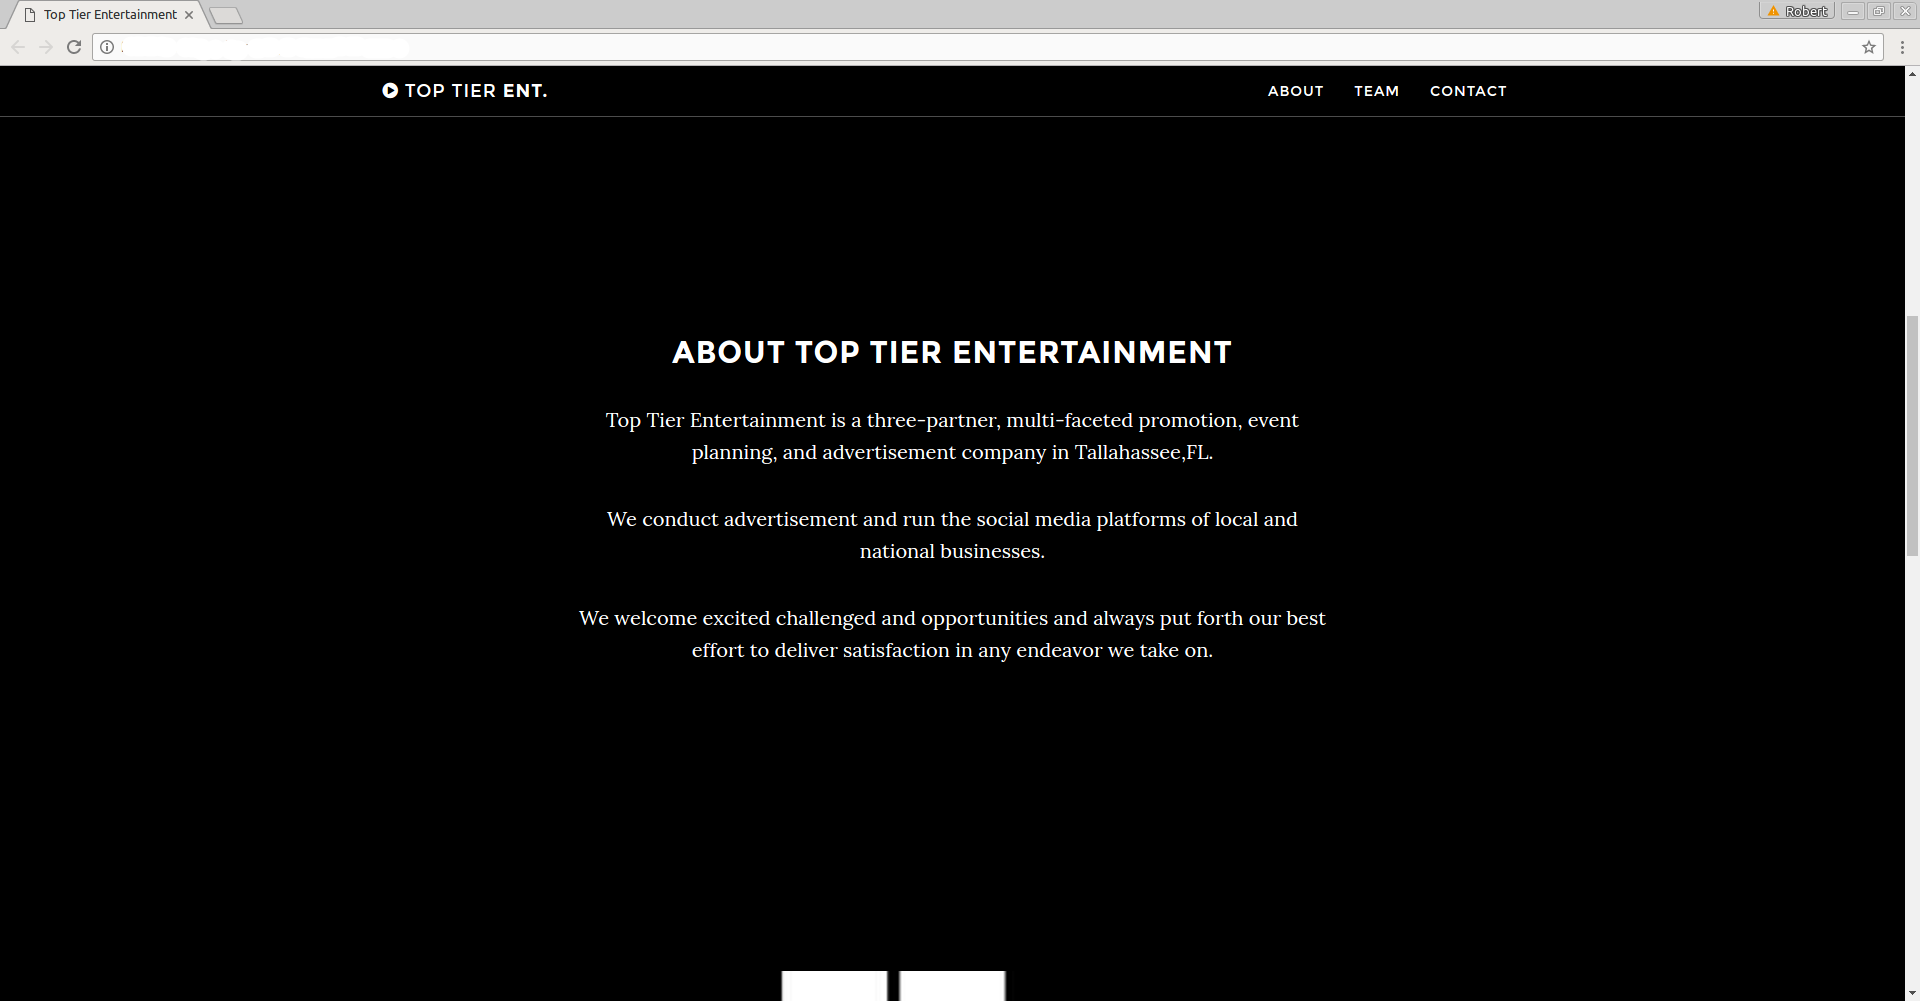 Top Tier Entertainment
Robert
TOP TIER ENT.
ABOUT TEAM CONTACT
ABOUT TOP TIER ENTERTAINMENT
Top Tier Entertainment is a three-partner, multi-faceted promotion, event
planning, and advertisement company in Tallahassee,FL.
We conduct advertisement and run the social media platforms of local and
national businesses.
We welcome excited challenged and opportunities and always put forth our best
effort to deliver satisfaction in any endeavor we take on.